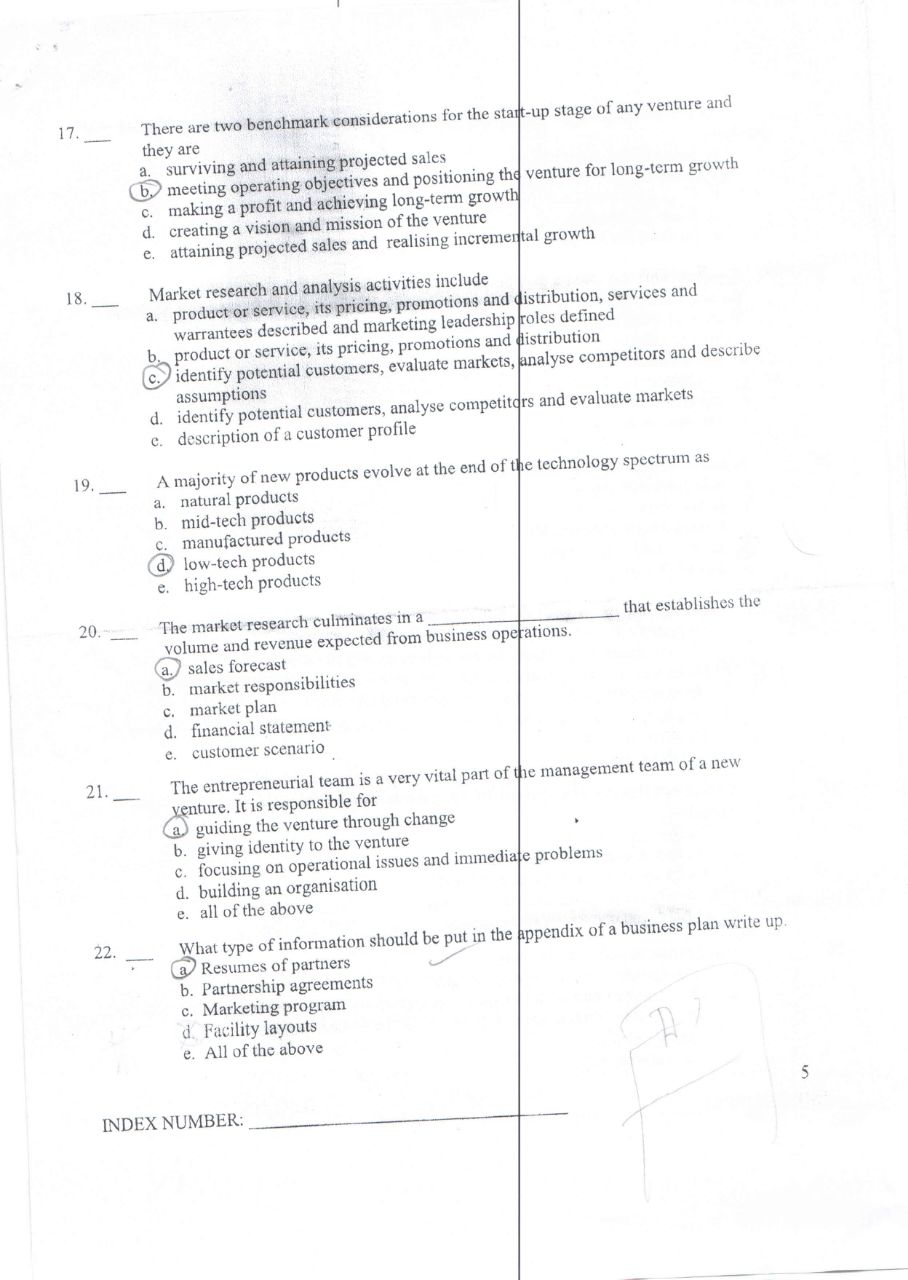 17. ___ There are two benchmark considerations for the start-up stage of any venture and
they are
a. surviving and attaining projected sales
b. meeting operating objectives and positioning the venture for long-term growth
c. making a profit and achieving long-term growth
d. creating a vision and mission of the venture
e. attaining projected sales and realising incremental growth
18. ___ Market research and analysis activities include
a. product or service, its pricing, promotions and distribution, services and
warrantees described and marketing leadership roles defined
b. product or service, its pricing, promotions and distribution
c. identify potential customers, evaluate markets, analyse competitors and describe
assumptions
d. identify potential customers, analyse competitors and evaluate markets
e. description of a customer profile
19. ___ A majority of new products evolve at the end of the technology spectrum as
a. natural products
b. mid-tech products
c. manufactured products
d. low-tech products
e. high-tech products
20. ___ The market research culminates in a ____________________ that establishes the
volume and revenue expected from business operations.
a. sales forecast
b. market responsibilities
c. market plan
d. financial statement
e. customer scenario
21. ___ The entrepreneurial team is a very vital part of the management team of a new
venture. It is responsible for
a. guiding the venture through change
b. giving identity to the venture
c. focusing on operational issues and immediate problems
d. building an organisation
e. all of the above
22. ___ What type of information should be put in the appendix of a business plan write up.
a. Resumes of partners
b. Partnership agreements
c. Marketing program
d. Facility layouts
e. All of the above
5
INDEX NUMBER: ______________________________